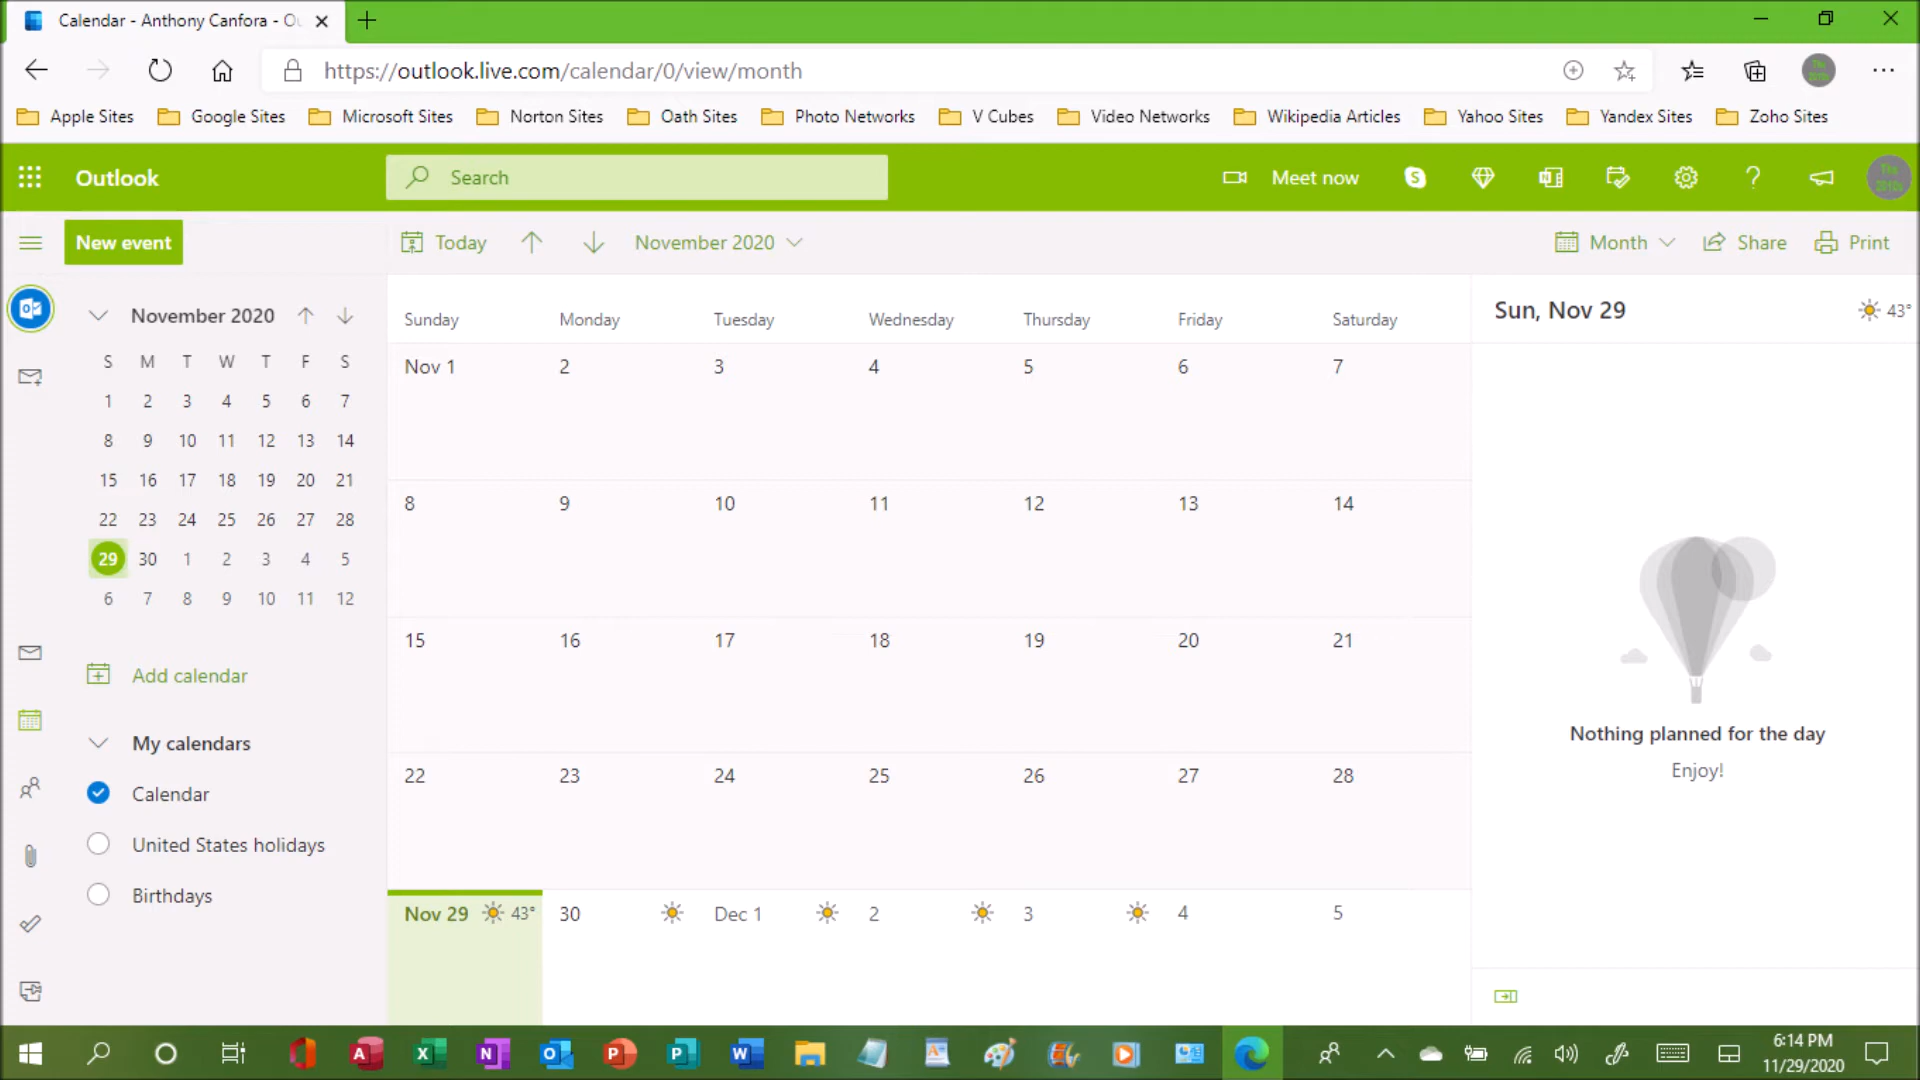 Calendar - Anthony Canfora - Ou
https://outlook.live.com/calendar/0/view/month
Apple Sites Google Sites Microsoft Sites Norton Sites Oath Sites Photo Networks V Cubes Video Networks Wikipedia Articles Yahoo Sites Yandex Sites Zoho Sites
Outlook Search Meet now
New event Today November 2020 Month Share Print
November 2020
S M T W T F S
1 2 3 4 5 6 7
8 9 10 11 12 13 14
15 16 17 18 19 20 21
22 23 24 25 26 27 28
29 30 1 2 3 4 5
6 7 8 9 10 11 12
Add calendar
My calendars
Calendar
United States holidays
Birthdays
Sunday Monday Tuesday Wednesday Thursday Friday Saturday
Nov 1 2 3 4 5 6 7
8 9 10 11 12 13 14
15 16 17 18 19 20 21
22 23 24 25 26 27 28
Nov 29 43° 30 Dec 1 2 3 4 5
Sun, Nov 29 43°
Nothing planned for the day
Enjoy!
6:14 PM
11/29/2020